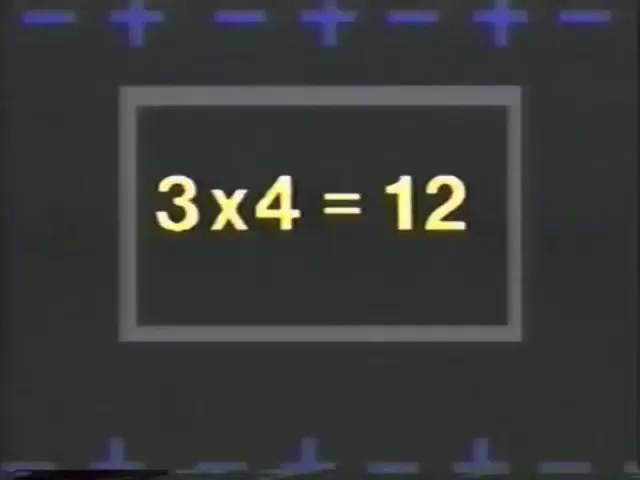 - + - + - + -
3x4 = 12
- + - + - + -